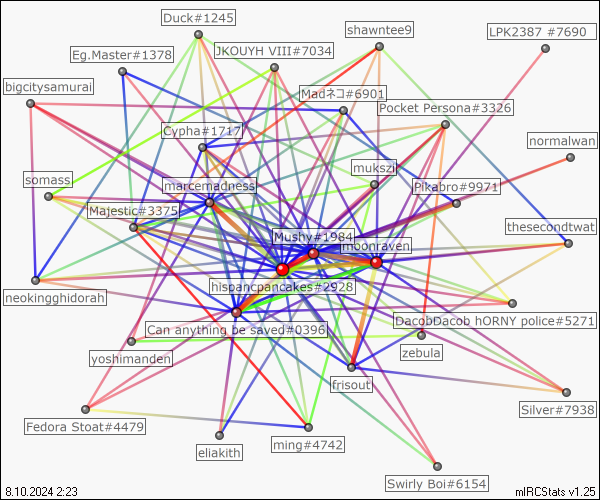 Duck#1245
shawntee9
LPK2387 #7690
JKOUYH VIII#7034
Eg.Master#1378
bigcitysamurai
Madネコ#6901
Pocket Persona#3326
Cypha#1717
normalwan
mukszk
somass
marcemadness
Pikabro#9971
Majestic#3375
thesecondtwat
Mushy#1984
moonraven
hispancpancakes#2928
neokingghidorah
DacobDacob hORNY police#5271
Can anything be saved#0396
zebula
yoshimanden
frisout
Silver#7938
Fedora Stoat#4479
ming#4742
eliakith
Swirly Boi#6154
8.10.2024 2:23
mIRCStats v1.25